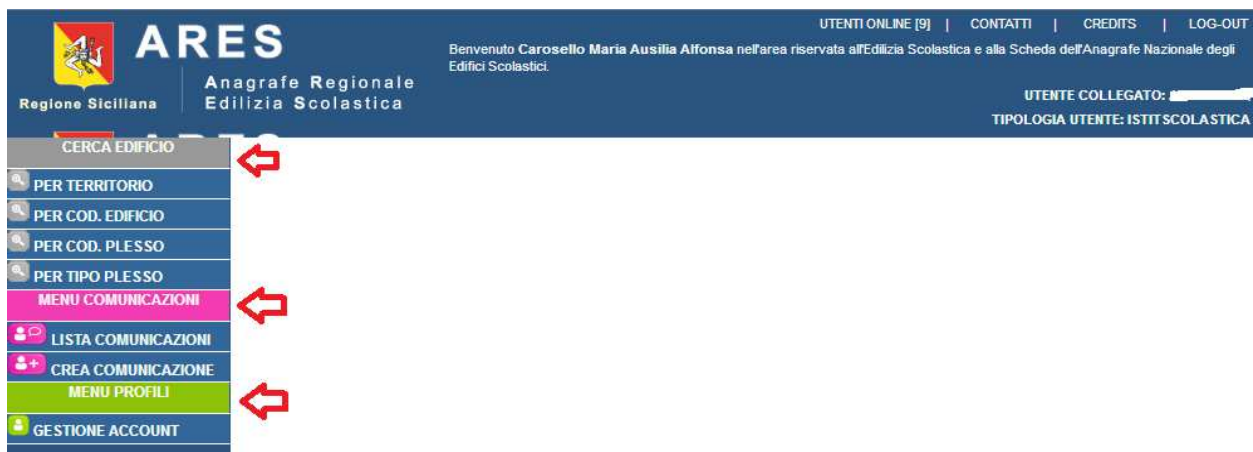 UTENTI ONLINE [9] | CONTATTI | CREDITS | LOG-OUT
ARES
Anagrafe Regionale
Edilizia Scolastica
Regione Siciliana
Benvenuto Carosello Maria Ausilia Alfonsa nell'area riservata all'Edilizia Scolastica e alla Scheda dell'Anagrafe Nazionale degli
Edifici Scolastici.
UTENTE COLLEGATO:
TIPOLOGIA UTENTE: ISTITSCOLASTICA
CERCA EDIFICIO
PER TERRITORIO
PER COD. EDIFICIO
PER COD. PLESSO
PER TIPO PLESSO
MENU COMUNICAZIONI
LISTA COMUNICAZIONI
CREA COMUNICAZIONE
MENU PROFILI
GESTIONE ACCOUNT